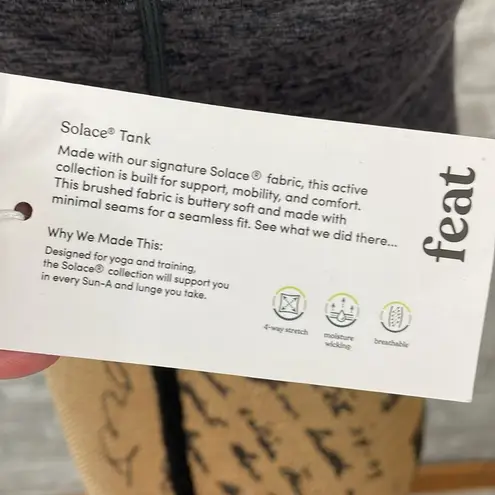 Solace® Tank
Made with our signature Solace® fabric, this active
collection is built for support, mobility, and comfort.
This brushed fabric is buttery soft and made with
minimal seams for a seamless fit. See what we did there...
Why We Made This:
Designed for yoga and training,
the Solace® collection will support you
in every Sun-A and lunge you take.
4-way stretch
moisture
wicking
breathable
feat